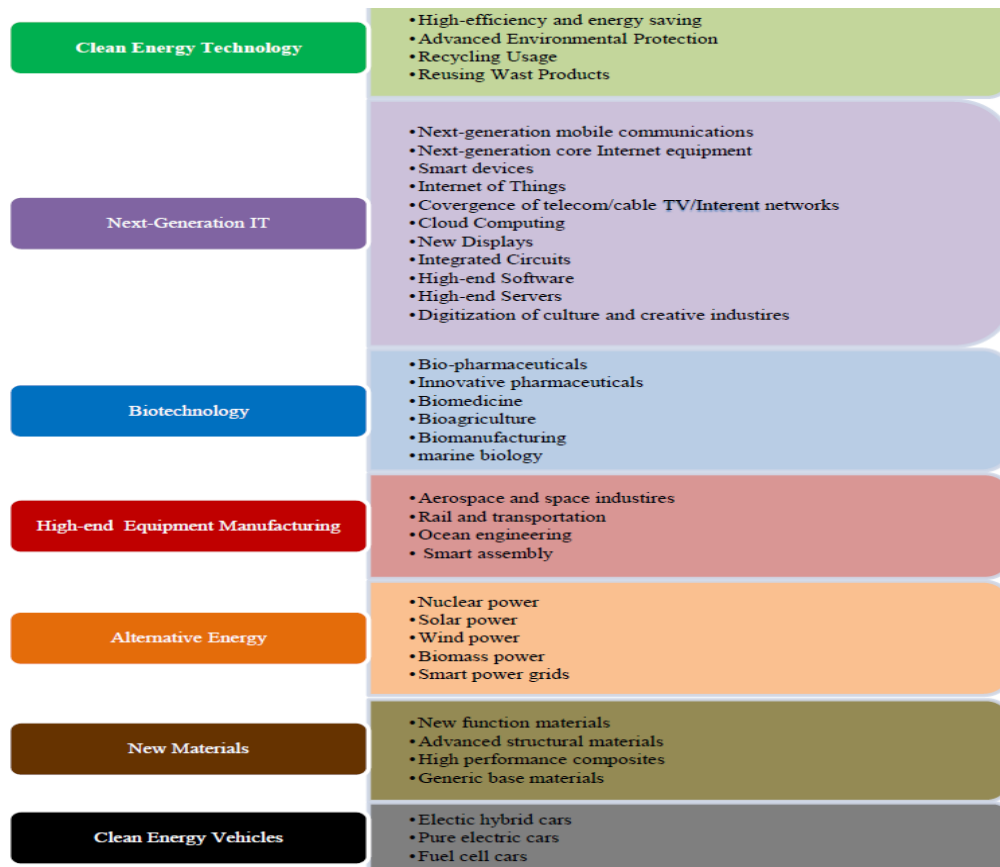 Clean Energy Technology
•High-efficiency and energy saving
•Advanced Environmental Protection
•Recycling Usage
•Reusing Wast Products
Next-Generation IT
•Next-generation mobile communications
•Next-generation core Internet equipment
•Smart devices
•Internet of Things
•Covergence of telecom/cable TV/Interent networks
•Cloud Computing
•New Displays
•Integrated Circuits
•High-end Software
•High-end Servers
•Digitization of culture and creative industires
Biotechnology
•Bio-pharmaceuticals
•Innovative pharmaceuticals
•Biomedicine
•Bioagriculture
•Biomanufacturing
•marine biology
High-end Equipment Manufacturing
•Aerospace and space industires
•Rail and transportation
•Ocean engineering
• Smart assembly
Alternative Energy
•Nuclear power
•Solar power
•Wind power
•Biomass power
•Smart power grids
New Materials
•New function materials
•Advanced structural materials
•High performance composites
•Generic base materials
Clean Energy Vehicles
•Electic hybrid cars
•Pure electric cars
•Fuel cell cars